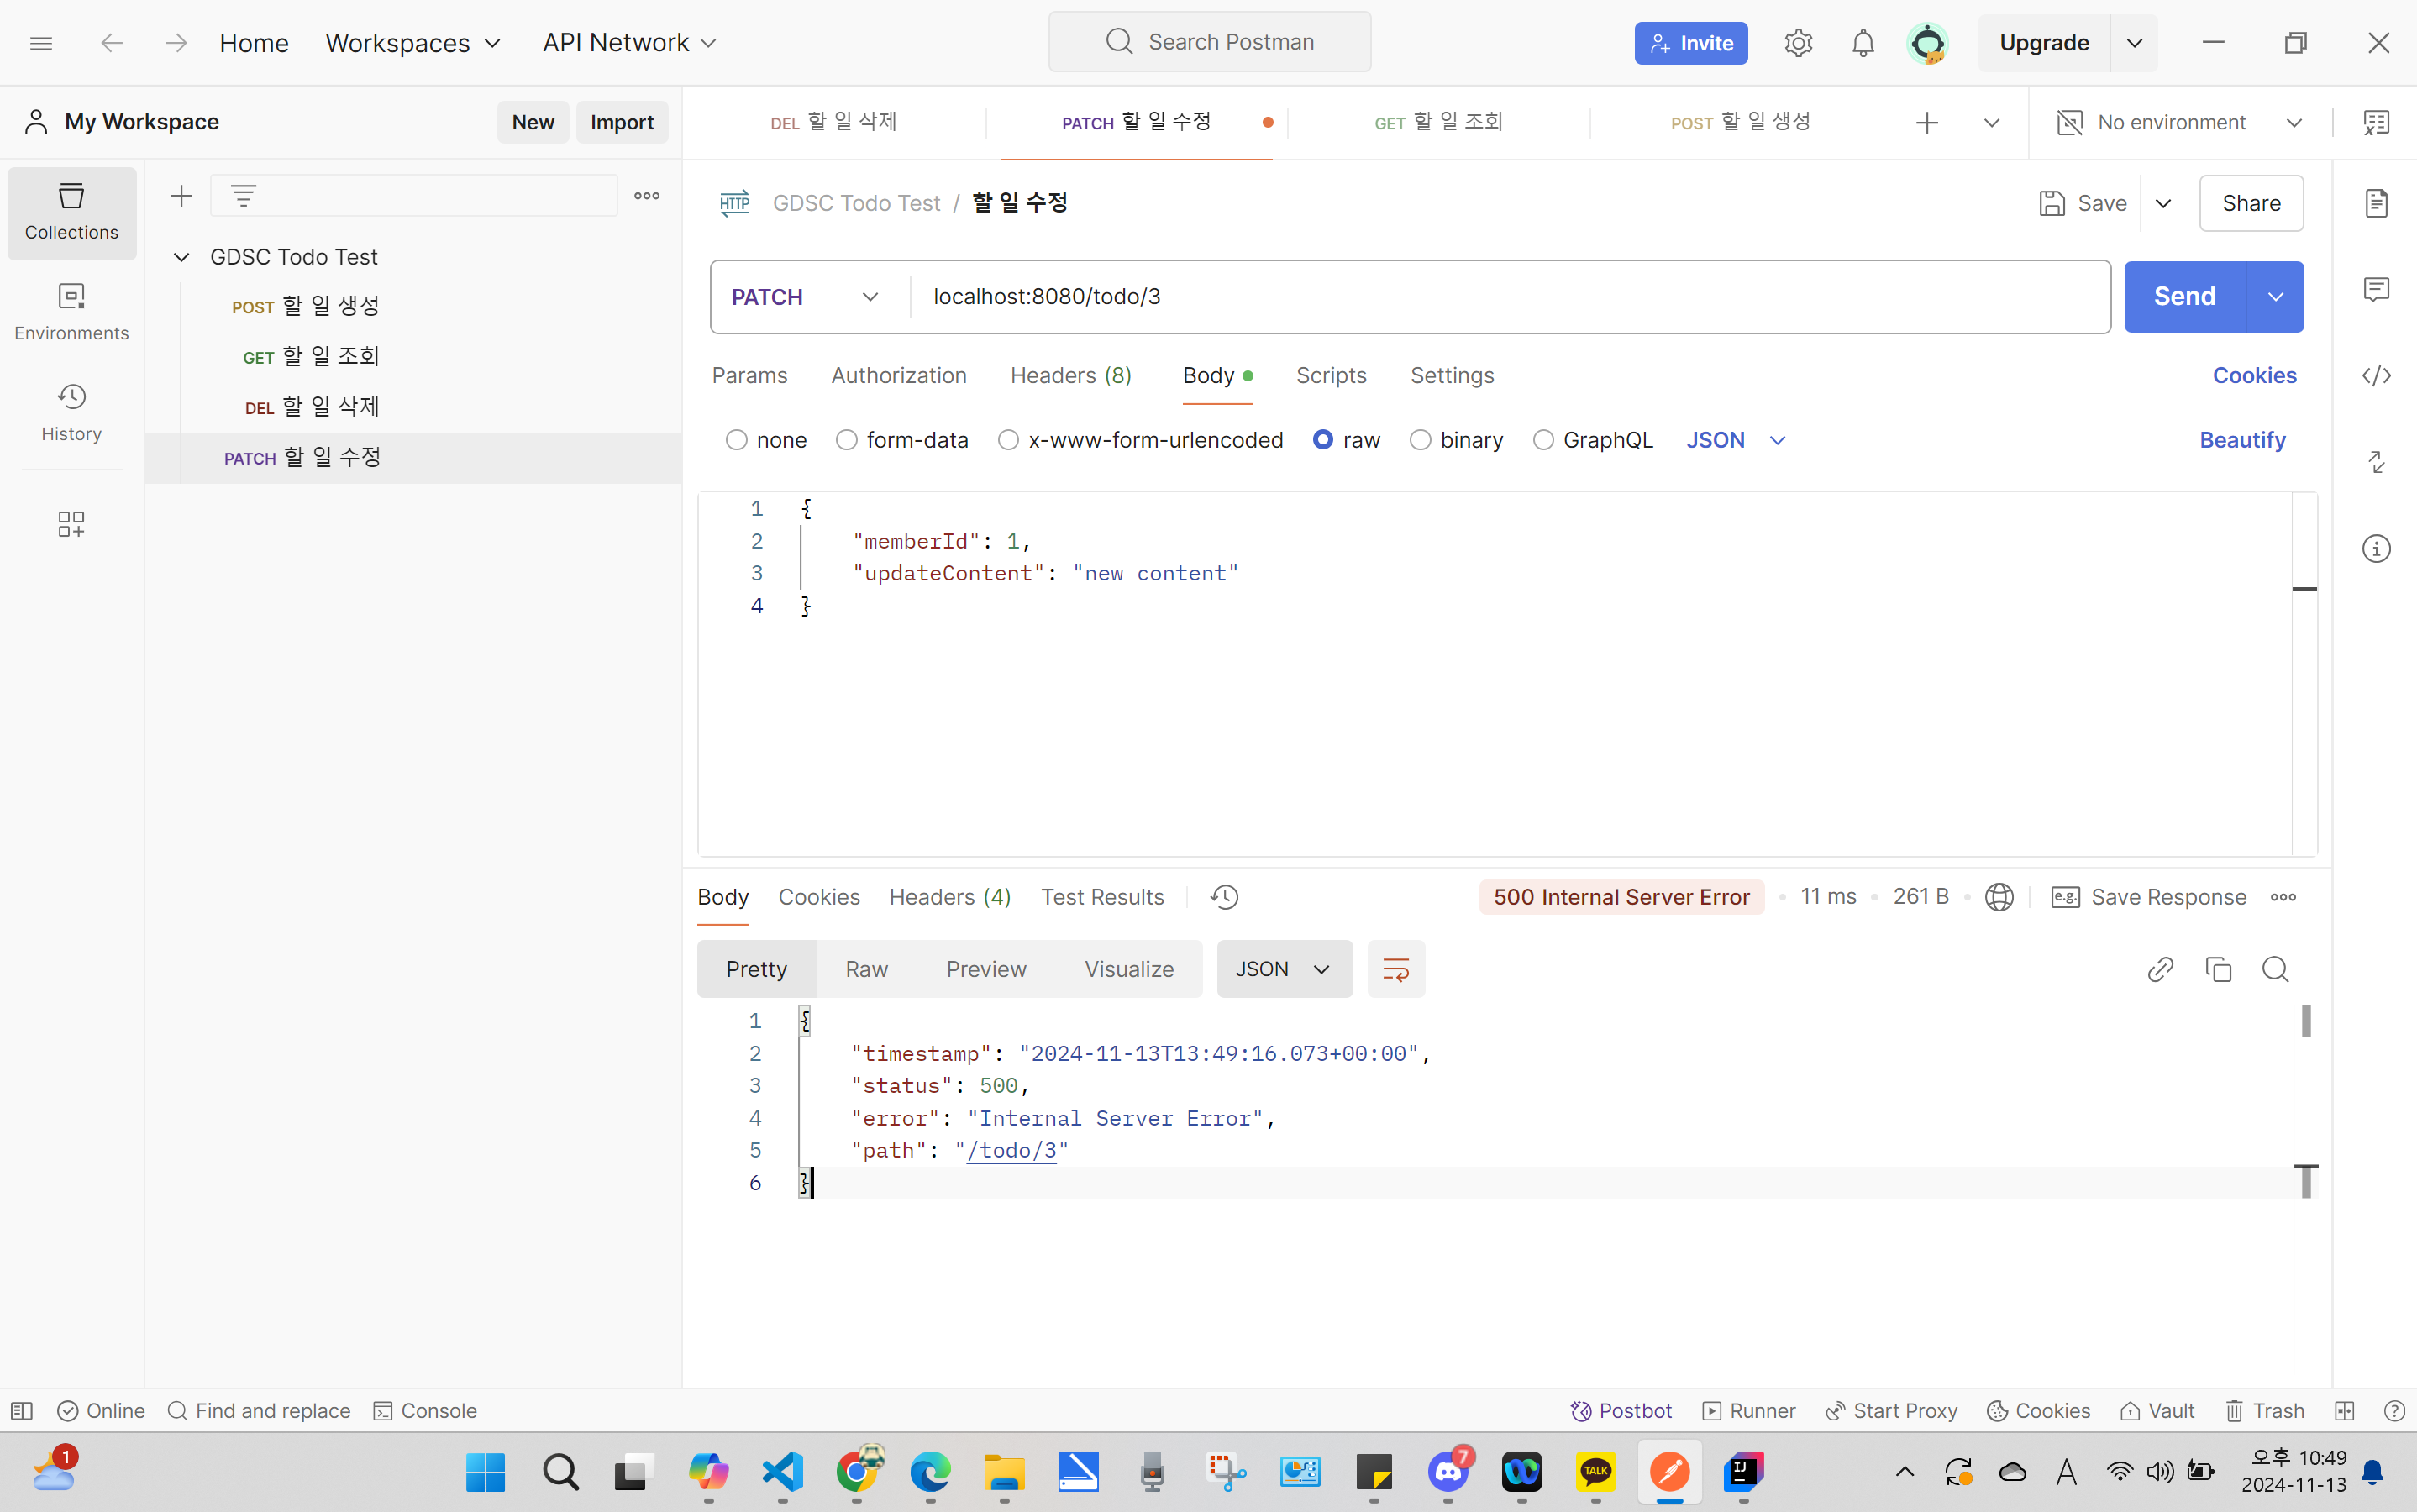 Home
Workspaces
API Network
Search Postman
Invite
Upgrade
My Workspace
New
Import
DEL 할 일 삭제
PATCH 할 일 수정
GET 할 일 조회
POST 할 일 생성
No environment
Collections
Environments
History
GDSC Todo Test
POST 할 일 생성
GET 할 일 조회
DEL 할 일 삭제
PATCH 할 일 수정
HTTP GDSC Todo Test / 할 일 수정
Save
Share
PATCH
localhost:8080/todo/3
Send
Params
Authorization
Headers (8)
Body
Scripts
Settings
Cookies
none
form-data
x-www-form-urlencoded
raw
binary
GraphQL
JSON
Beautify
1 {
2 "memberId": 1,
3 "updateContent": "new content"
4 }
Body
Cookies
Headers (4)
Test Results
500 Internal Server Error
11 ms
261 B
e.g. Save Response
Pretty
Raw
Preview
Visualize
JSON
1 {
2 "timestamp": "2024-11-13T13:49:16.073+00:00",
3 "status": 500,
4 "error": "Internal Server Error",
5 "path": "/todo/3"
6 }
Online
Find and replace
Console
Postbot
Runner
Start Proxy
Cookies
Vault
Trash
1
7
TALK
IJ
A
오후 10:49
2024-11-13